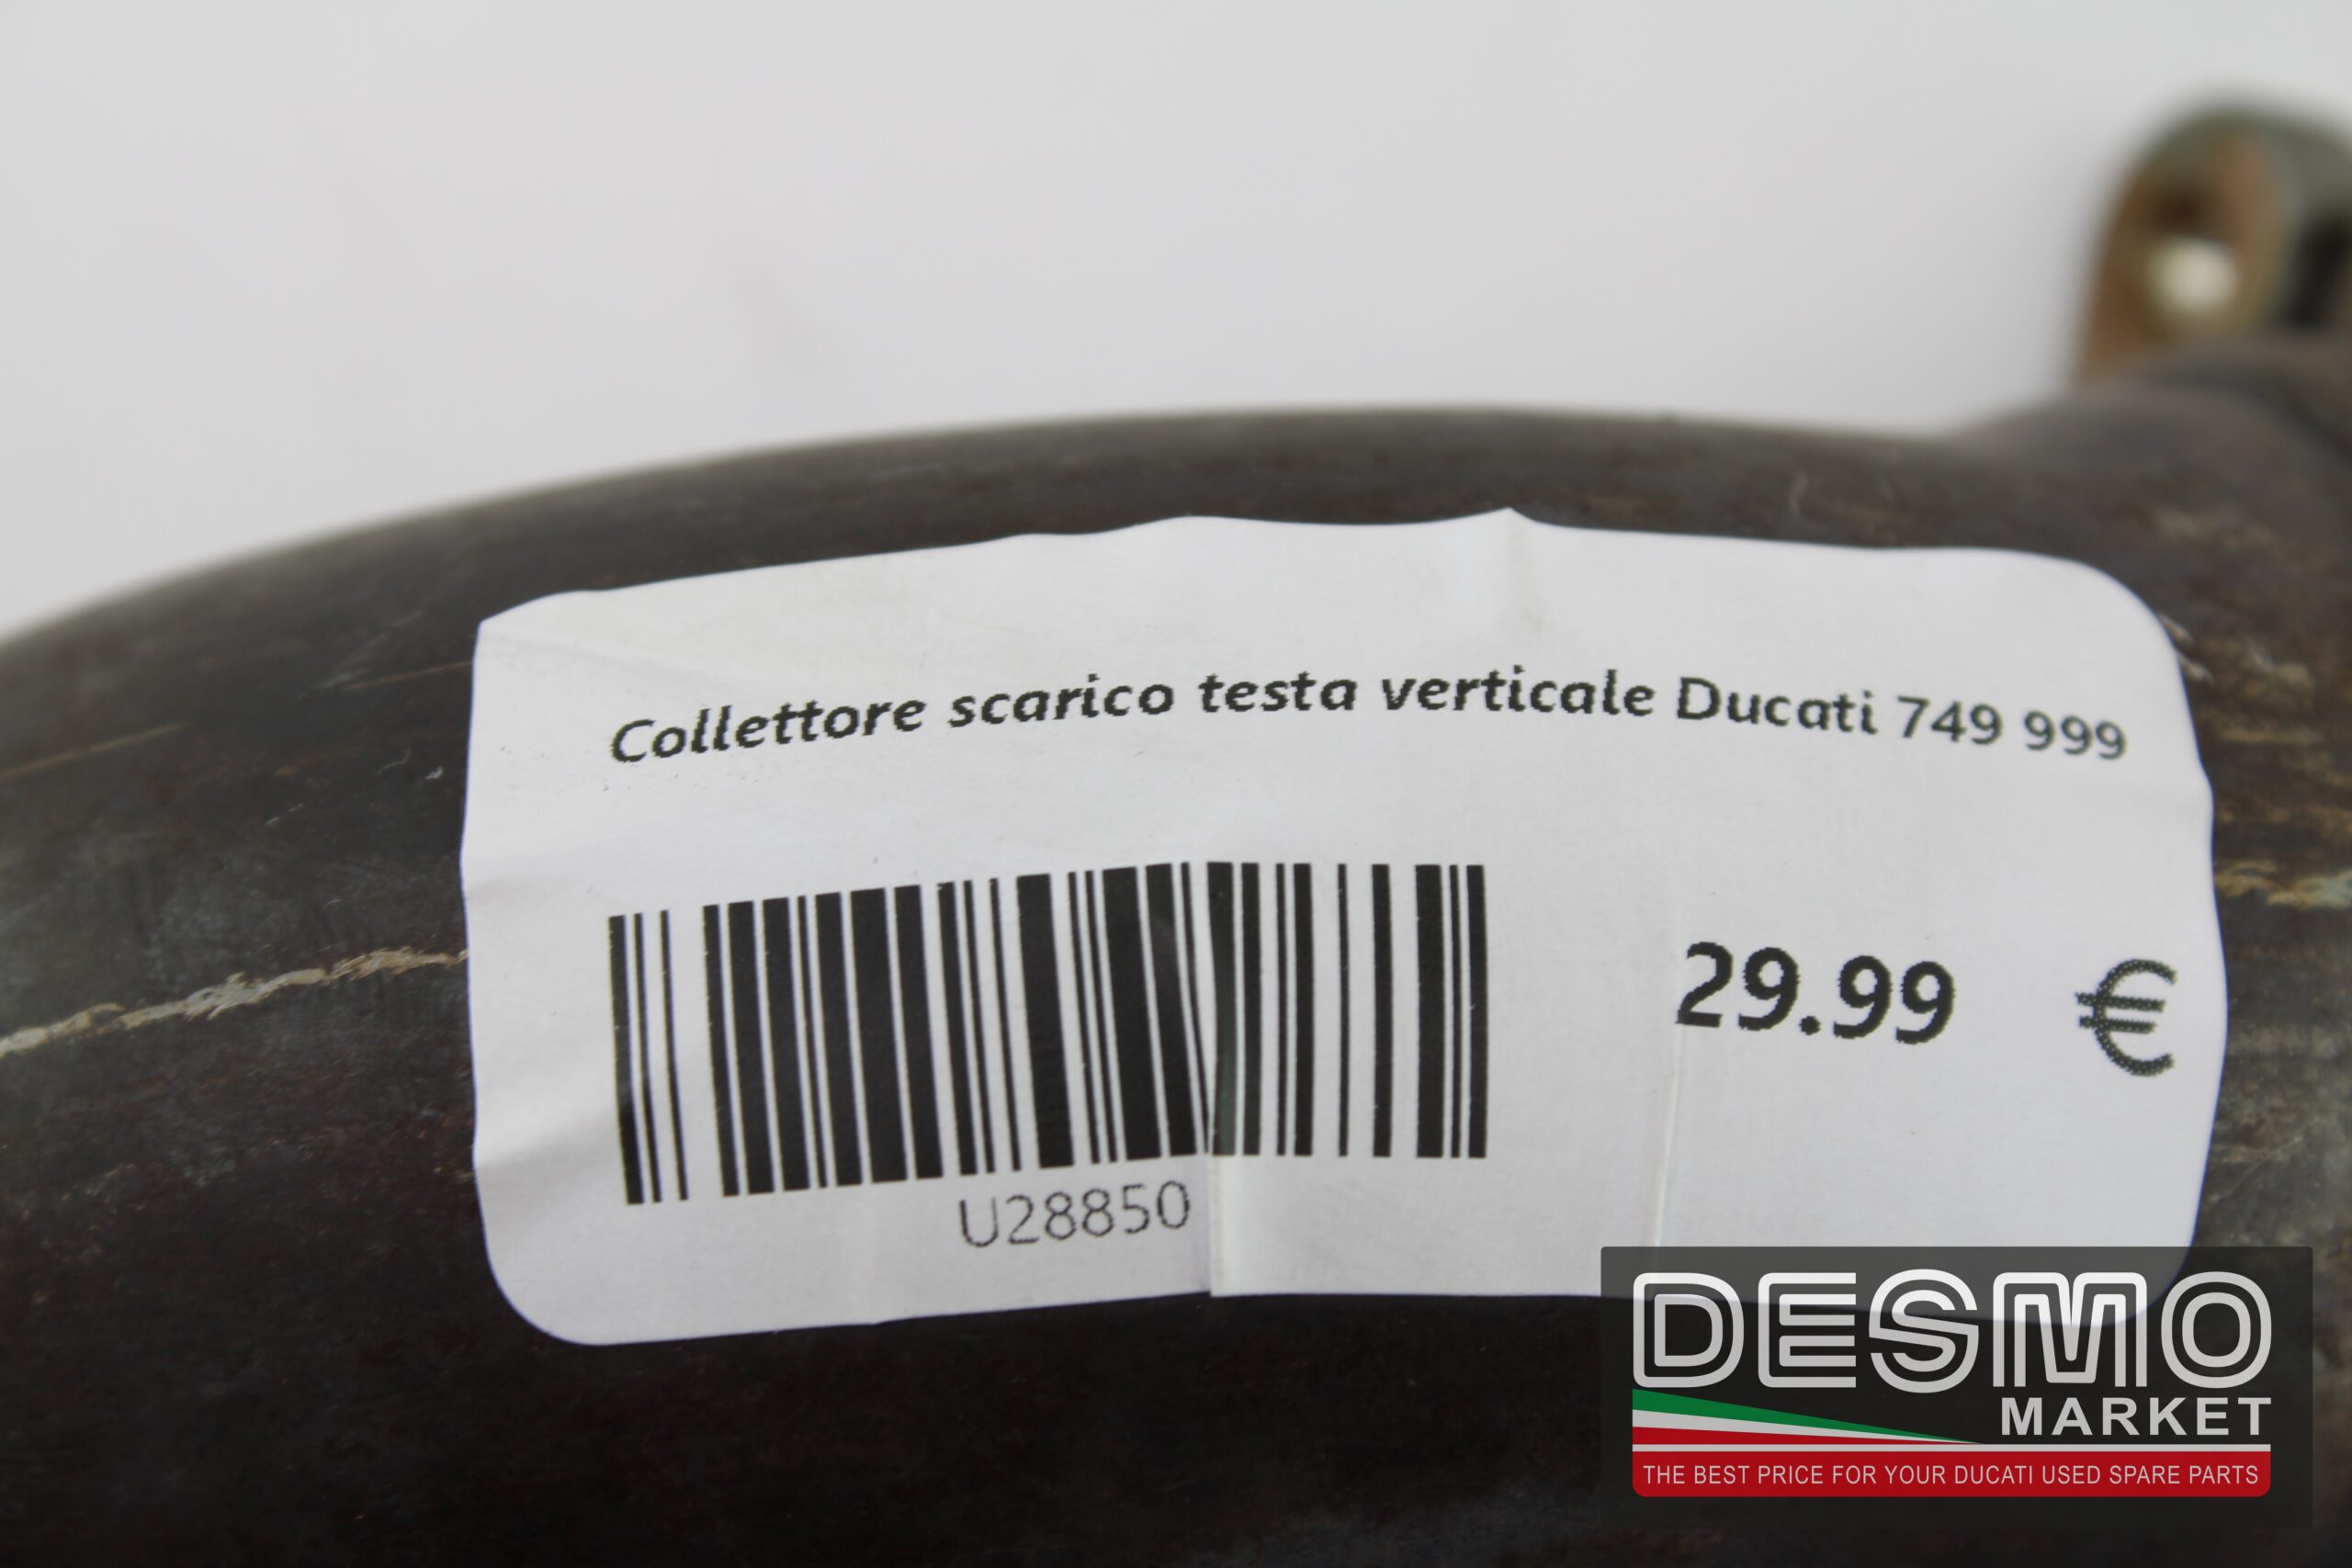 Collettore scarico testa verticale Ducati 749 999
29.99 €
U28850
DESMO
MARKET
THE BEST PRICE FOR YOUR DUCATI USED SPARE PARTS